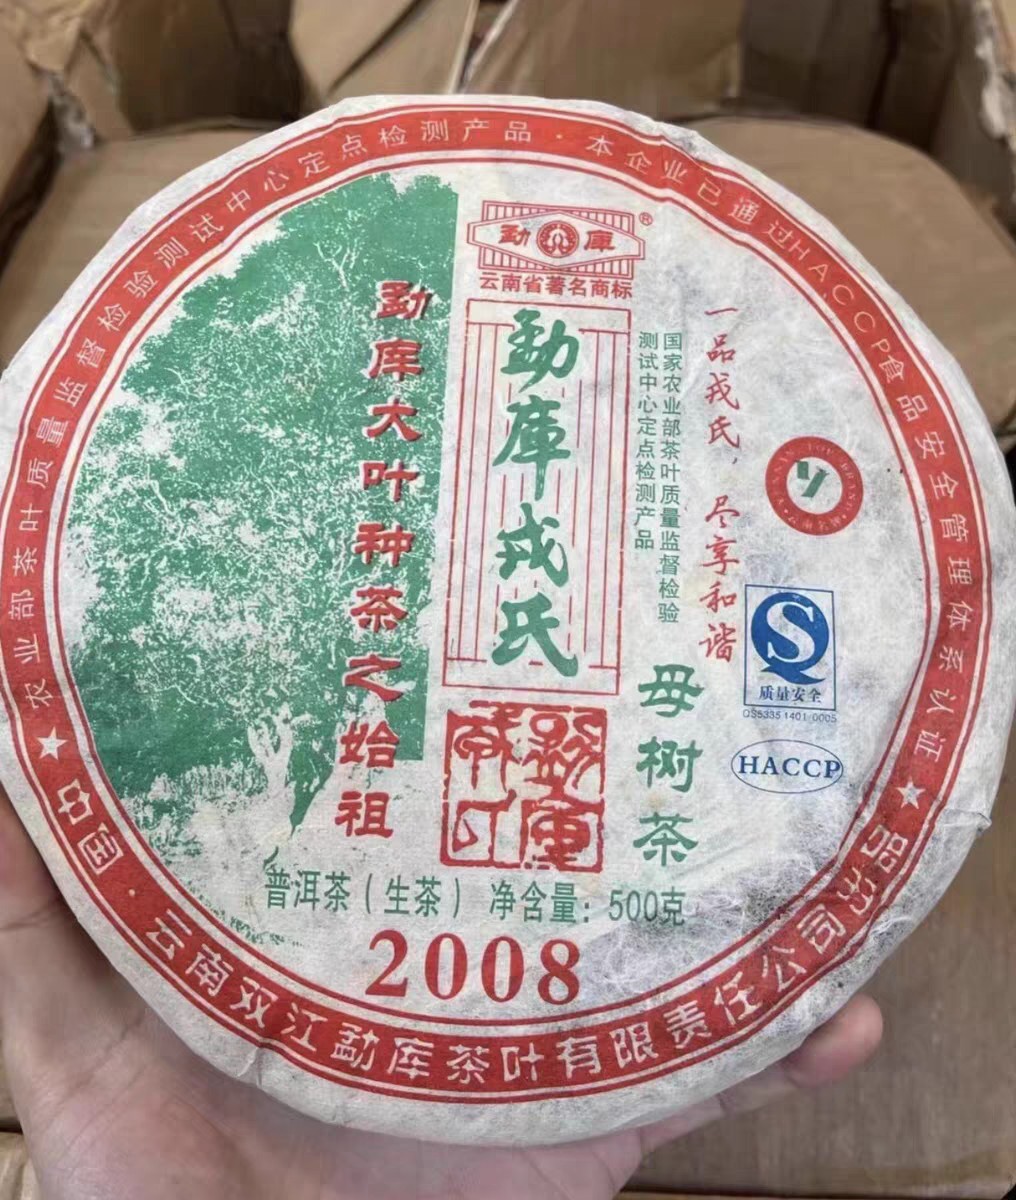 农业部茶叶质量监督检验测试中心定点检测产品·本企业已通过HACCP食品安全管理体系认证
勐库®
云南省著名商标
勐库戎氏
勐库大叶种茶之始祖
国家农业部茶叶质量监督检验
测试中心定点检测产品
一品戎氏，尽享和谐
母树茶
质量安全
QS5335 1401 0005
HACCP
普洱茶（生茶） 净含量：500克
2008
中国·云南双江勐库茶叶有限责任公司出品